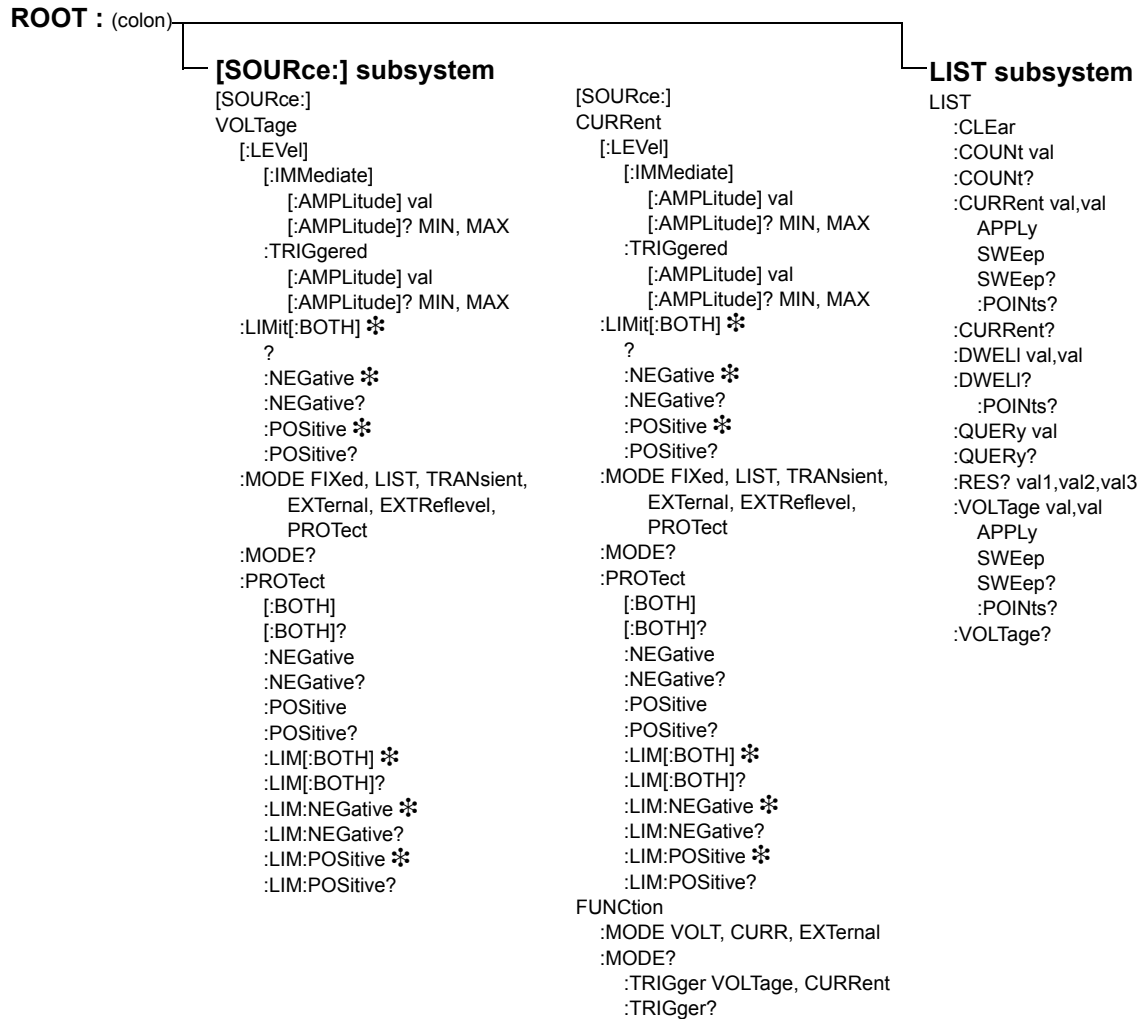 ROOT : (colon)
[SOURce:] subsystem
[SOURce:]
VOLTage
[:LEVel]
[:IMMediate]
[:AMPLitude] val
[:AMPLitude]? MIN, MAX
:TRIGgered
[:AMPLitude] val
[:AMPLitude]? MIN, MAX
:LIMit[:BOTH] ✻
?
:NEGative ✻
:NEGative?
:POSitive ✻
:POSitive?
:MODE FIXed, LIST, TRANsient,
EXTernal, EXTReflevel,
PROTect
:MODE?
:PROTect
[:BOTH]
[:BOTH]?
:NEGative
:NEGative?
:POSitive
:POSitive?
:LIM[:BOTH] ✻
:LIM[:BOTH]?
:LIM:NEGative ✻
:LIM:NEGative?
:LIM:POSitive ✻
:LIM:POSitive?
[SOURce:]
CURRent
[:LEVel]
[:IMMediate]
[:AMPLitude] val
[:AMPLitude]? MIN, MAX
:TRIGgered
[:AMPLitude] val
[:AMPLitude]? MIN, MAX
:LIMit[:BOTH] ✻
?
:NEGative ✻
:NEGative?
:POSitive ✻
:POSitive?
:MODE FIXed, LIST, TRANsient,
EXTernal, EXTReflevel,
PROTect
:MODE?
:PROTect
[:BOTH]
[:BOTH]?
:NEGative
:NEGative?
:POSitive
:POSitive?
:LIM[:BOTH] ✻
:LIM[:BOTH]?
:LIM:NEGative ✻
:LIM:NEGative?
:LIM:POSitive ✻
:LIM:POSitive?
FUNCtion
:MODE VOLT, CURR, EXTernal
:MODE?
:TRIGger VOLTage, CURRent
:TRIGger?
LIST subsystem
LIST
:CLEar
:COUNt val
:COUNt?
:CURRent val,val
APPLy
SWEep
SWEep?
:POINts?
:CURRent?
:DWELl val,val
:DWELl?
:POINts?
:QUERy val
:QUERy?
:RES? val1,val2,val3
:VOLTage val,val
APPLy
SWEep
SWEep?
:POINts?
:VOLTage?